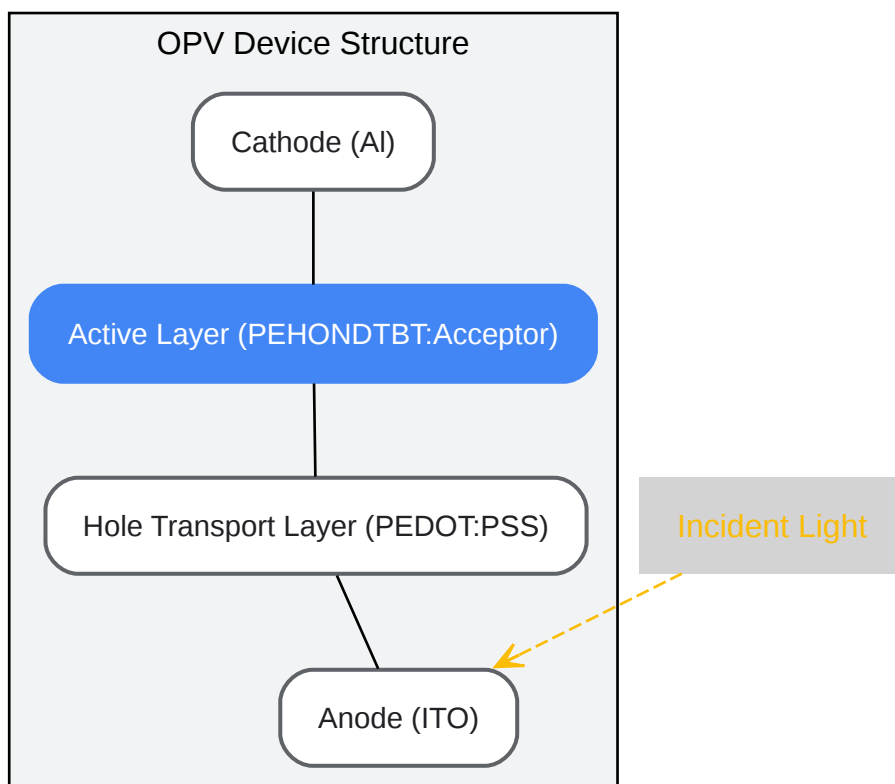 OPV Device Structure
Cathode (Al)
Active Layer (PEHONDTBT:Acceptor)
Hole Transport Layer (PEDOT:PSS)
Incident Light
Anode (ITO)